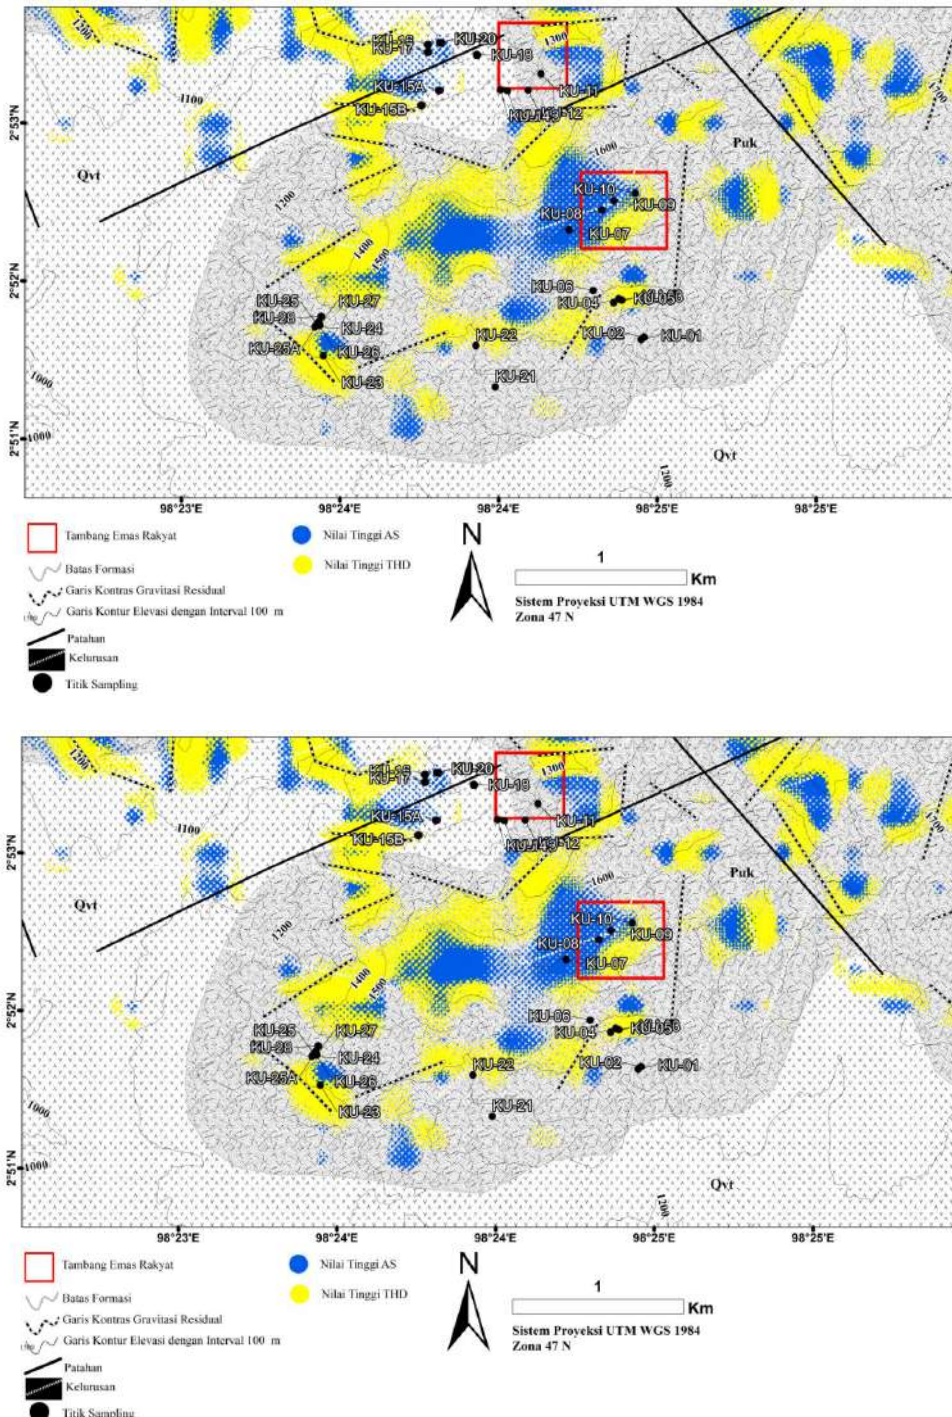 1200
KU-16
KU-17
KU-20
KU-18
1300
1100
KU-15A
KU-11
KU-15B
KU-12
1700
2°53'N
Qvt
Puk
1600
1200
KU-10
KU-09
KU-08
KU-07
1400
1500
2°52'N
KU-06
KU-25
KU-27
KU-04
KU-05
KU-28
KU-24
KU-22
KU-02
KU-01
KU-25A
KU-26
KU-23
KU-21
1000
2°51'N
1000
Qvt
1200
98°23'E
98°24'E
98°24'E
98°25'E
98°25'E
Tambang Emas Rakyat
Batas Formasi
Garis Kontras Gravitasi Residual
Garis Kontur Elevasi dengan Interval 100 m
Patahan
Kelurusan
Titik Sampling
Nilai Tinggi AS
Nilai Tinggi THD
N
1
Km
Sistem Proyeksi UTM WGS 1984
Zona 47 N
1200
KU-16
KU-17
KU-20
KU-18
1300
1100
KU-15A
KU-11
KU-15B
KU-12
1700
2°53'N
Qvt
Puk
1600
1200
KU-10
KU-09
KU-08
KU-07
1400
1500
2°52'N
KU-06
KU-25
KU-27
KU-04
KU-05
KU-28
KU-24
KU-22
KU-02
KU-01
KU-25A
KU-26
KU-23
KU-21
1000
2°51'N
1000
Qvt
1200
98°23'E
98°24'E
98°24'E
98°25'E
98°25'E
Tambang Emas Rakyat
Batas Formasi
Garis Kontras Gravitasi Residual
Garis Kontur Elevasi dengan Interval 100 m
Patahan
Kelurusan
Titik Sampling
Nilai Tinggi AS
Nilai Tinggi THD
N
1
Km
Sistem Proyeksi UTM WGS 1984
Zona 47 N